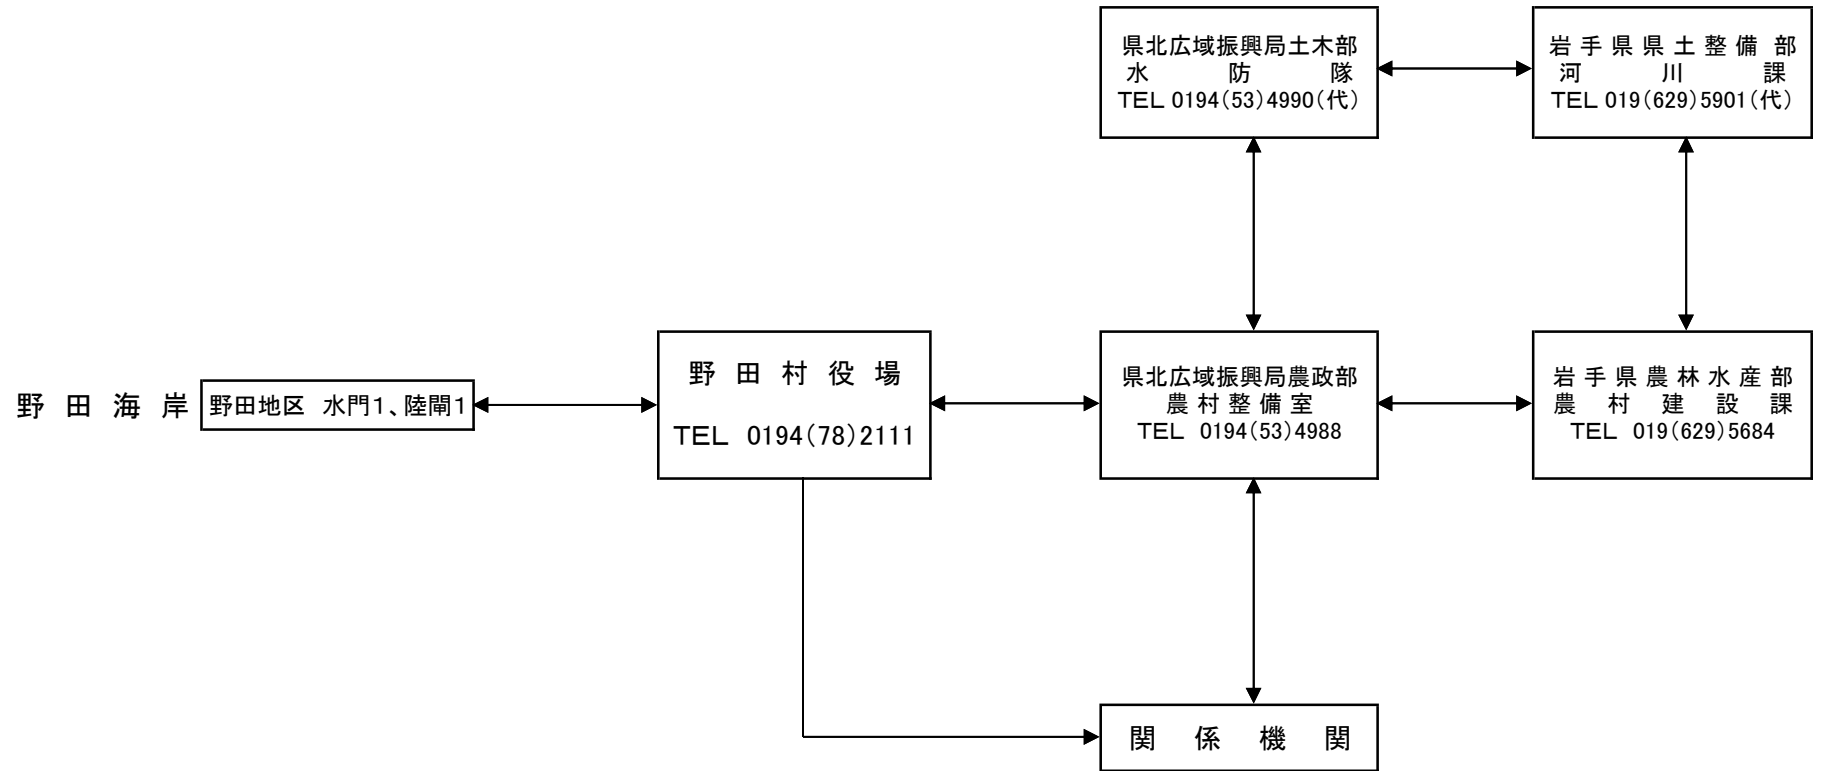 県北広域振興局土木部
水防隊
TEL 0194(53)4990(代)
岩手県県土整備部
河川課
TEL 019(629)5901(代)
野田海岸
野田地区 水門1、陸閘1
野田村役場
TEL 0194(78)2111
県北広域振興局農政部
農村整備室
TEL 0194(53)4988
岩手県農林水産部
農村建設課
TEL 019(629)5684
関係機関